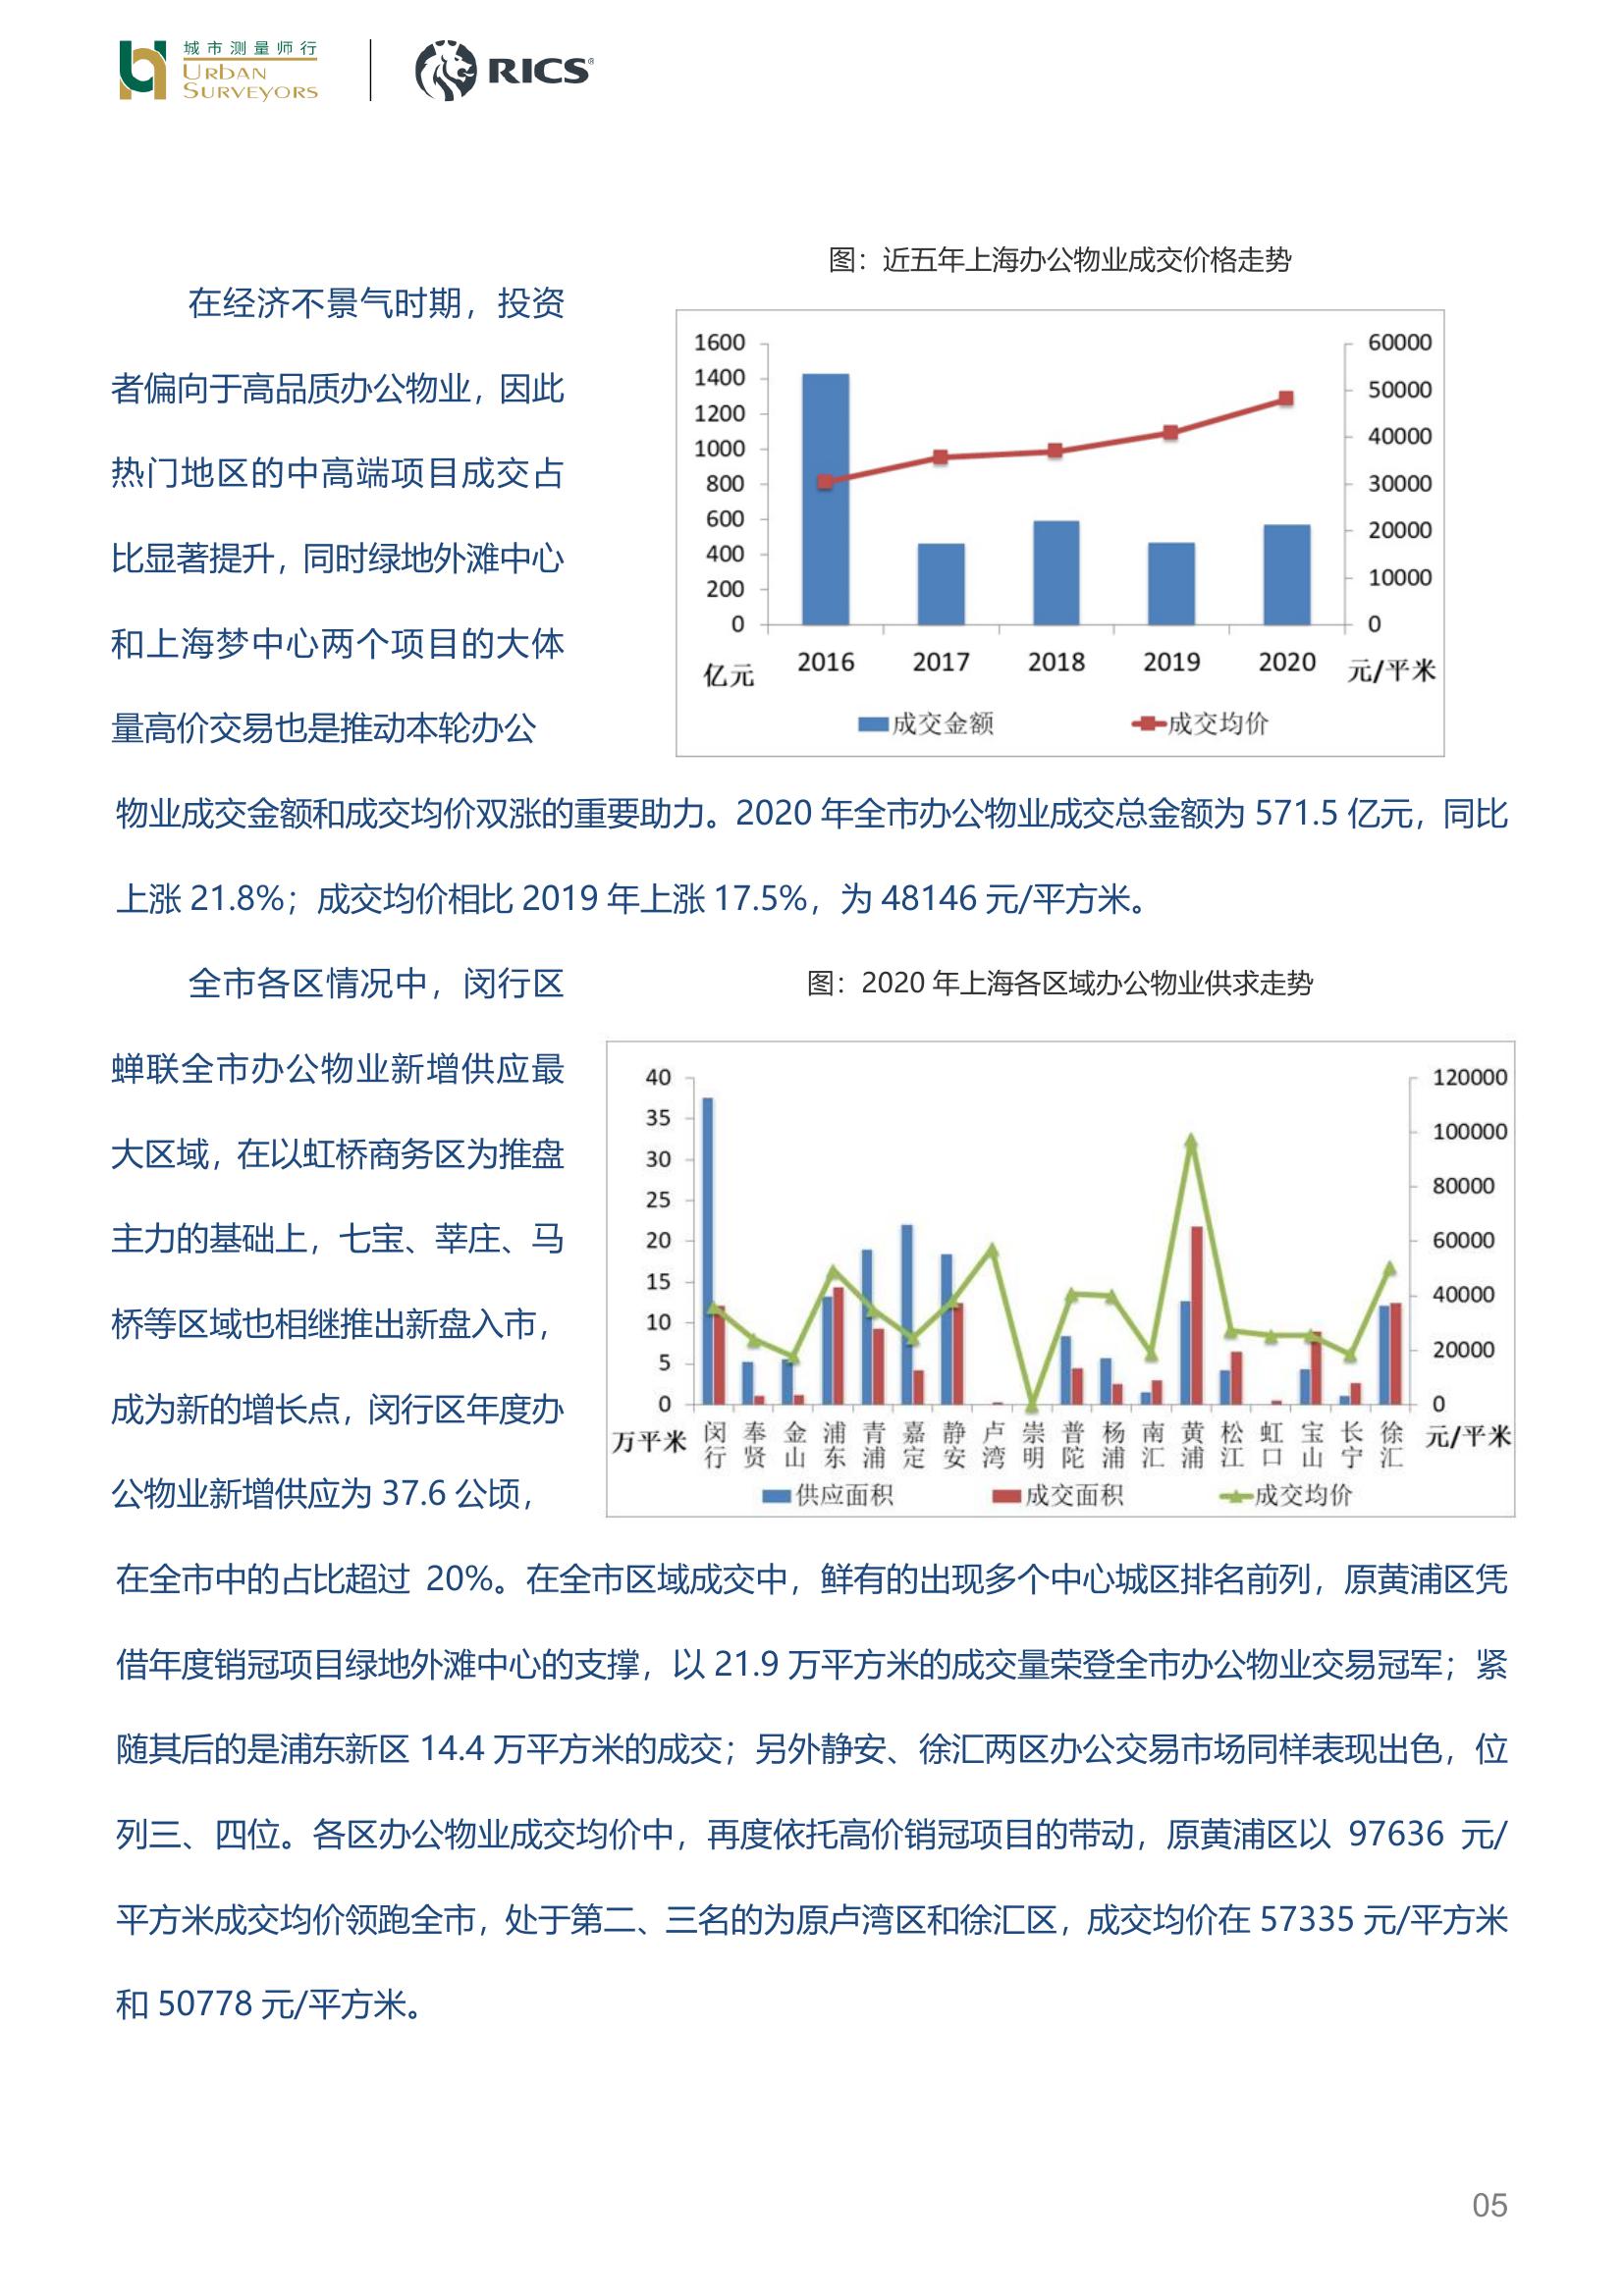 城市测量师行
URBAN
SURVEYORS
RICS®
图：近五年上海办公物业成交价格走势
在经济不景气时期，投资
者偏向于高品质办公物业，因此
热门地区的中高端项目成交占
比显著提升，同时绿地外滩中心
和上海梦中心两个项目的大体
量高价交易也是推动本轮办公
1600
1400
1200
1000
800
600
400
200
0
60000
50000
40000
30000
20000
10000
0
亿元
2016 2017 2018 2019 2020
元/平米
成交金额 成交均价
物业成交金额和成交均价双涨的重要助力。2020 年全市办公物业成交总金额为 571.5 亿元，同比
上涨 21.8%；成交均价相比 2019 年上涨 17.5%，为 48146 元/平方米。
全市各区情况中，闵行区
蝉联全市办公物业新增供应最
大区域，在以虹桥商务区为推盘
主力的基础上，七宝、莘庄、马
桥等区域也相继推出新盘入市，
成为新的增长点，闵行区年度办
公物业新增供应为 37.6 公顷，
图：2020 年上海各区域办公物业供求走势
40
35
30
25
20
15
10
5
0
120000
100000
80000
60000
40000
20000
0
万平米
闵行 奉贤 金山 浦东 青浦 嘉定 静安 卢湾 崇明 普陀 杨浦 南汇 黄浦 松江 虹口 宝山 长宁 徐汇
元/平米
供应面积 成交面积 成交均价
在全市中的占比超过 20%。在全市区域成交中，鲜有的出现多个中心城区排名前列，原黄浦区凭
借年度销冠项目绿地外滩中心的支撑，以 21.9 万平方米的成交量荣登全市办公物业交易冠军；紧
随其后的是浦东新区 14.4 万平方米的成交；另外静安、徐汇两区办公交易市场同样表现出色，位
列三、四位。各区办公物业成交均价中，再度依托高价销冠项目的带动，原黄浦区以 97636 元/
平方米成交均价领跑全市，处于第二、三名的为原卢湾区和徐汇区，成交均价在 57335 元/平方米
和 50778 元/平方米。
05